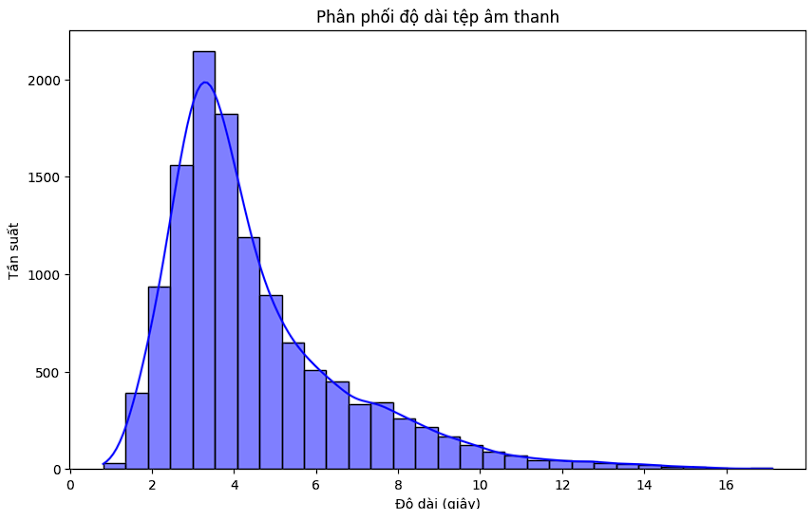 Phân phối độ dài tệp âm thanh
Tần suất
2000
1500
1000
500
0
0 2 4 6 8 10 12 14 16
Độ dài (giây)